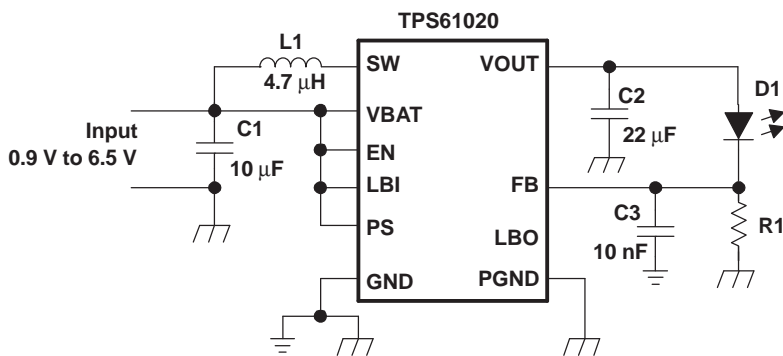 TPS61020
L1
4.7 μH
SW
VOUT
D1
C2
22 μF
VBAT
Input
0.9 V to 6.5 V
C1
10 μF
EN
LBI
FB
PS
C3
10 nF
R1
LBO
GND
PGND